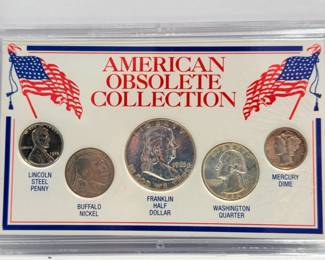 AMERICAN
OBSOLETE
COLLECTION
LINCOLN
STEEL
PENNY
BUFFALO
NICKEL
FRANKLIN
HALF
DOLLAR
WASHINGTON
QUARTER
MERCURY
DIME